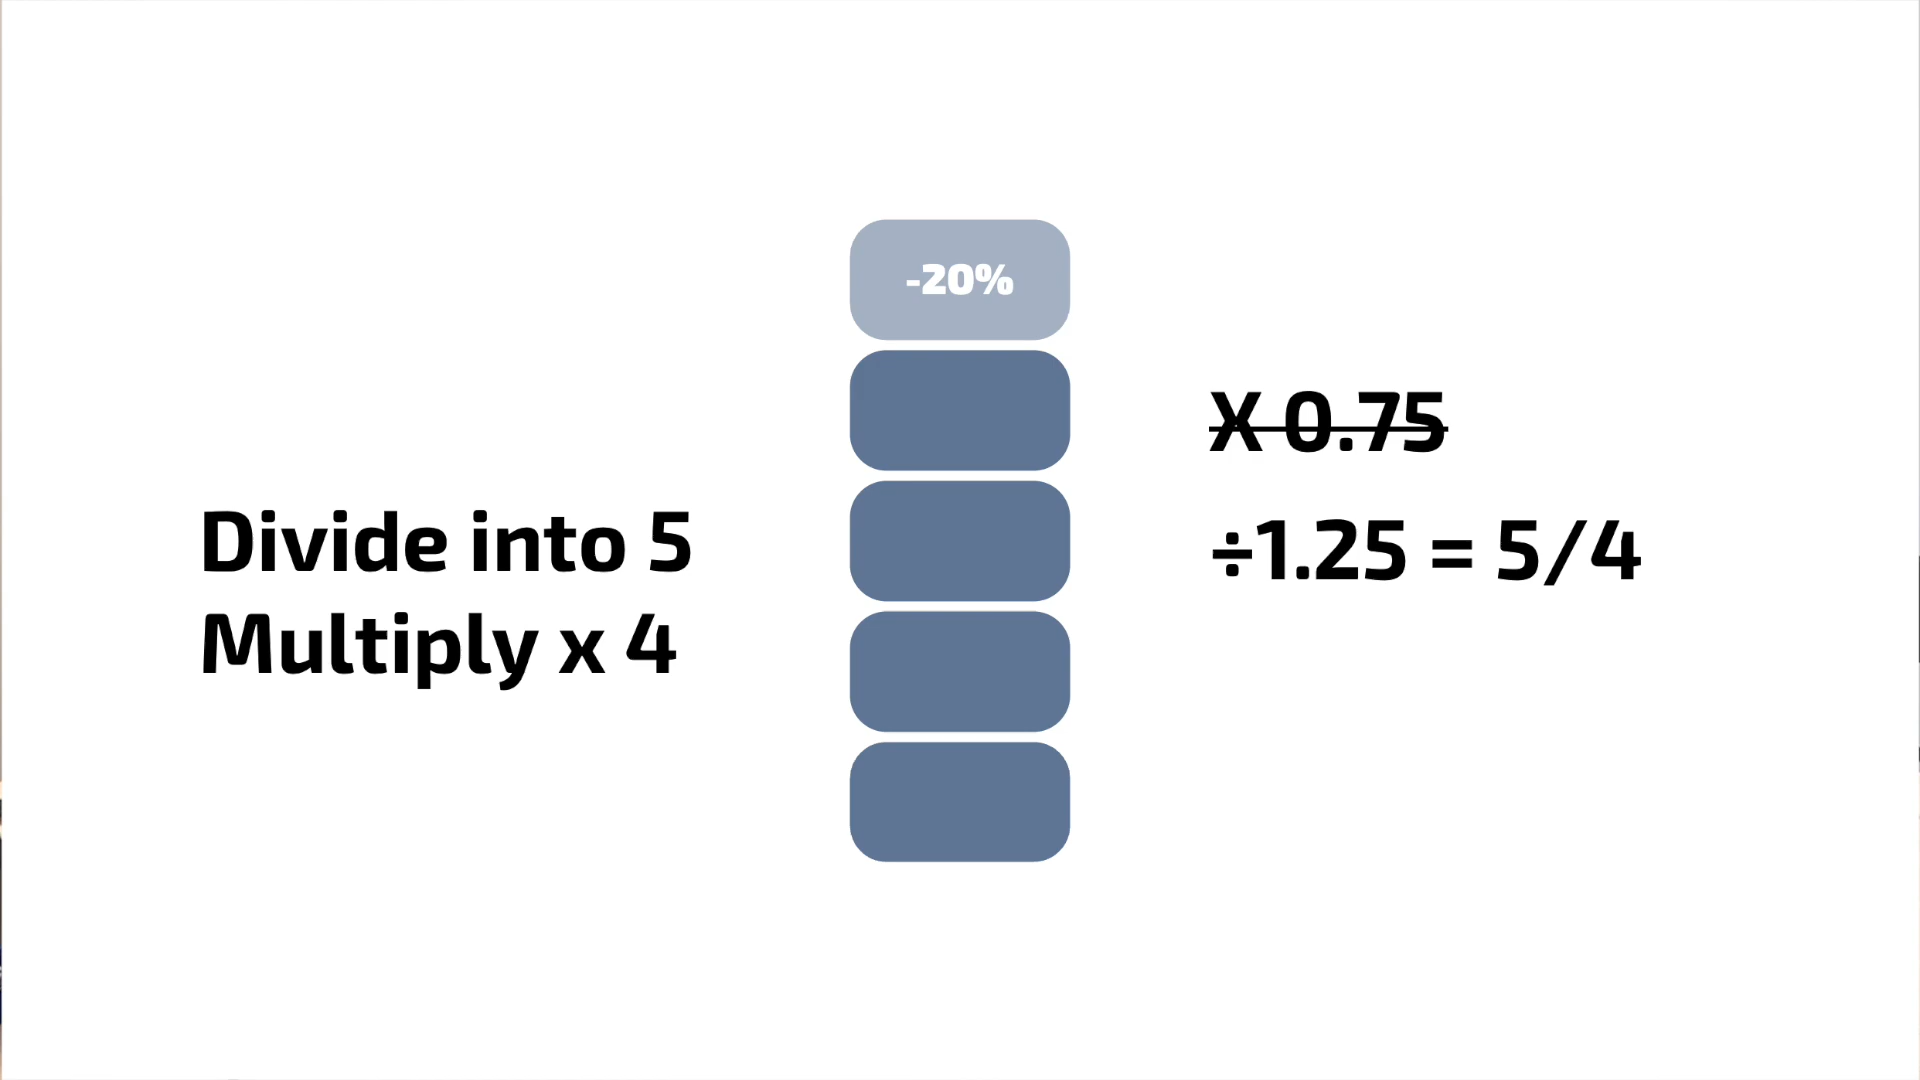 -20%
Divide into 5
Multiply x 4
X 0.75
÷1.25 = 5/4